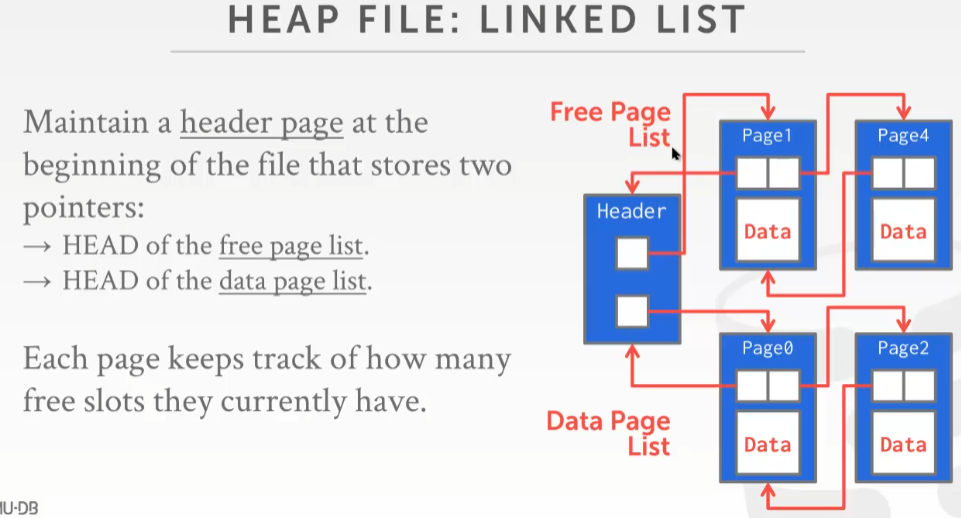 HEAP FILE: LINKED LIST
Maintain a header page at the
beginning of the file that stores two
pointers:
→ HEAD of the free page list.
→ HEAD of the data page list.
Each page keeps track of how many
free slots they currently have.
Free Page
List
Header
Page1
Data
Page4
Data
Page0
Data
Page2
Data
Data Page
List
MU·DB